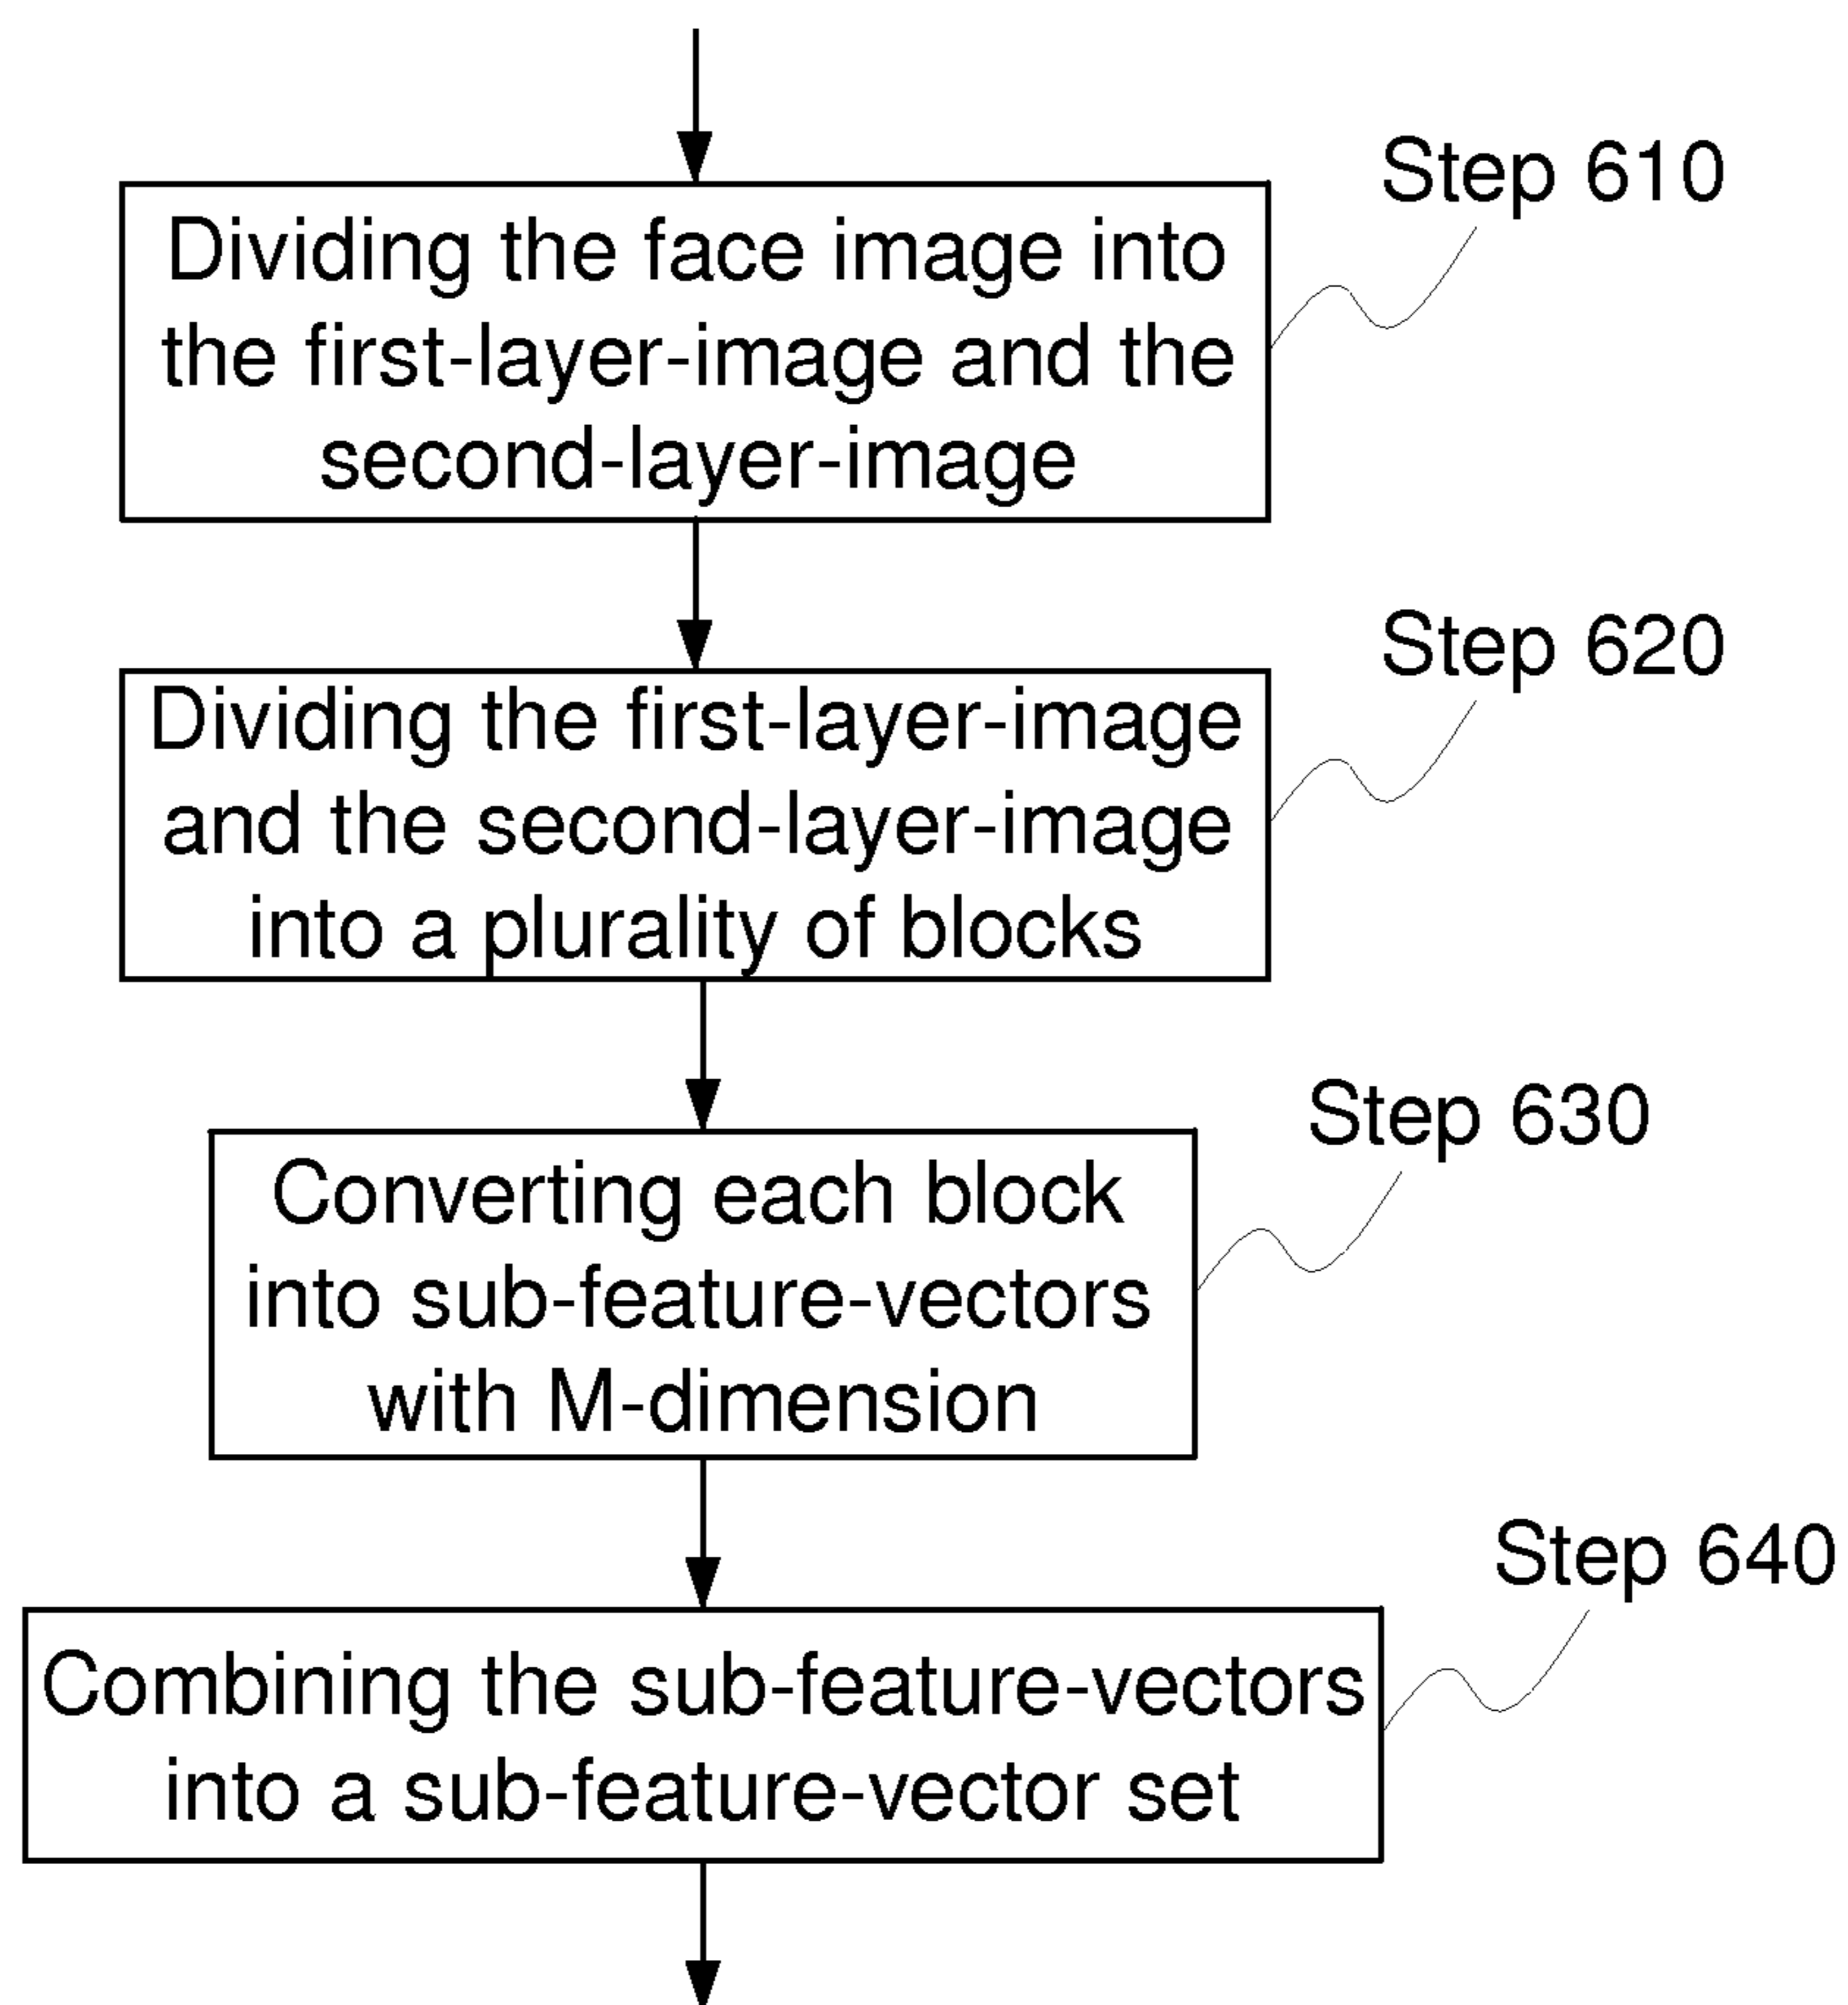 Step 610
Dividing the face image into
the first-layer-image and the
second-layer-image
Step 620
Dividing the first-layer-image
and the second-layer-image
into a plurality of blocks
Step 630
Converting each block
into sub-feature-vectors
with M-dimension
Step 640
Combining the sub-feature-vectors
into a sub-feature-vector set